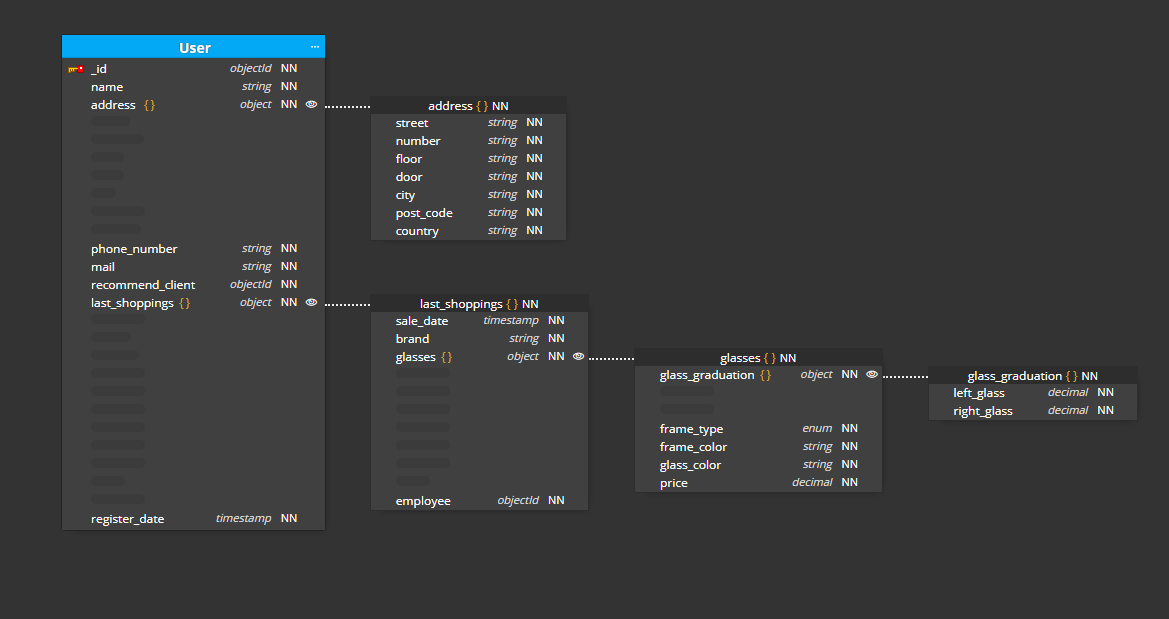 User ...
_id objectId NN
name string NN
address { } object NN
phone_number string NN
mail string NN
recommend_client objectId NN
last_shoppings { } object NN
register_date timestamp NN
address { } NN
street string NN
number string NN
floor string NN
door string NN
city string NN
post_code string NN
country string NN
last_shoppings { } NN
sale_date timestamp NN
brand string NN
glasses { } object NN
employee objectId NN
glasses { } NN
glass_graduation { } object NN
frame_type enum NN
frame_color string NN
glass_color string NN
price decimal NN
glass_graduation { } NN
left_glass decimal NN
right_glass decimal NN